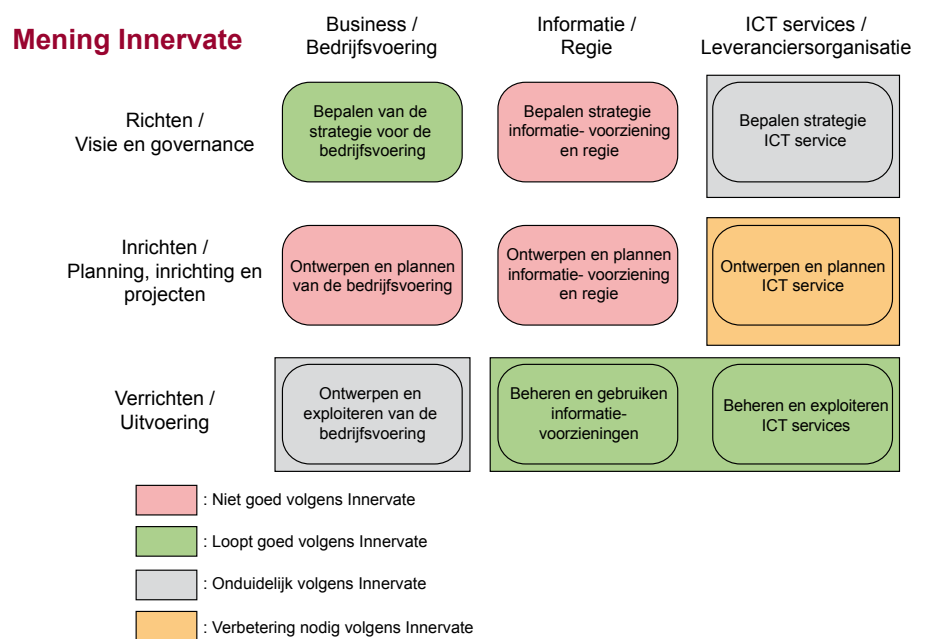 Mening Innervate
Business /
Bedrijfsvoering
Informatie /
Regie
ICT services /
Leveranciersorganisatie
Richten /
Visie en governance
Bepalen van de
strategie voor de
bedrijfsvoering
Bepalen strategie
informatie- voorziening
en regie
Bepalen strategie
ICT service
Inrichten /
Planning, inrichting en
projecten
Ontwerpen en plannen
van de bedrijfsvoering
Ontwerpen en plannen
informatie- voorziening
en regie
Ontwerpen en plannen
ICT service
Verrichten /
Uitvoering
Ontwerpen en
exploiteren van de
bedrijfsvoering
Beheren en gebruiken
informatie-
voorzieningen
Beheren en exploiteren
ICT services
: Niet goed volgens Innervate
: Loopt goed volgens Innervate
: Onduidelijk volgens Innervate
: Verbetering nodig volgens Innervate